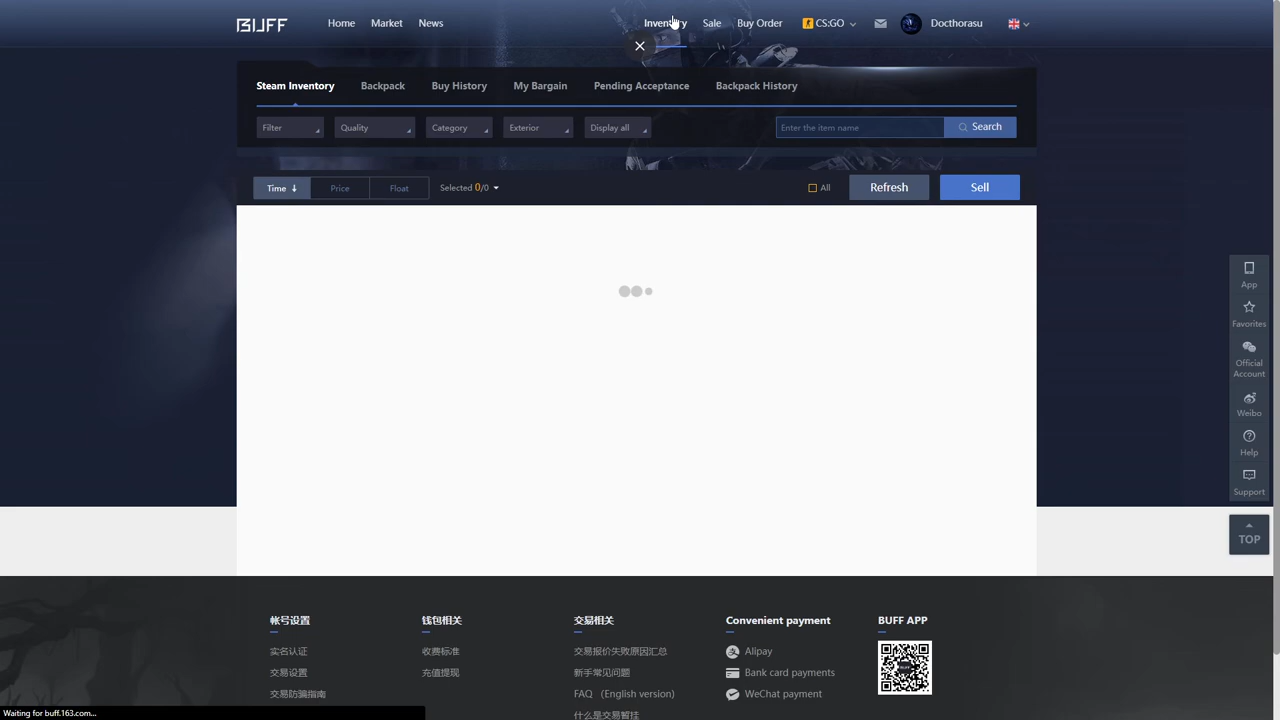 BUFF
Home Market News Inventory Sale Buy Order CS:GO Docthorasu
Steam Inventory Backpack Buy History My Bargain Pending Acceptance Backpack History
Filter Quality Category Exterior Display all Enter the item name Search
Time ↓ Price Float Selected 0/0 All Refresh Sell
App
Favorites
Official
Account
Weibo
Help
Support
TOP
帐号设置 钱包相关 交易相关 Convenient payment BUFF APP
实名认证 收费标准 交易报价失败原因汇总 Alipay
交易设置 充值提现 新手常见问题 Bank card payments
交易防骗指南 FAQ （English version） WeChat payment
什么是交易暂挂
Waiting for buff.163.com...